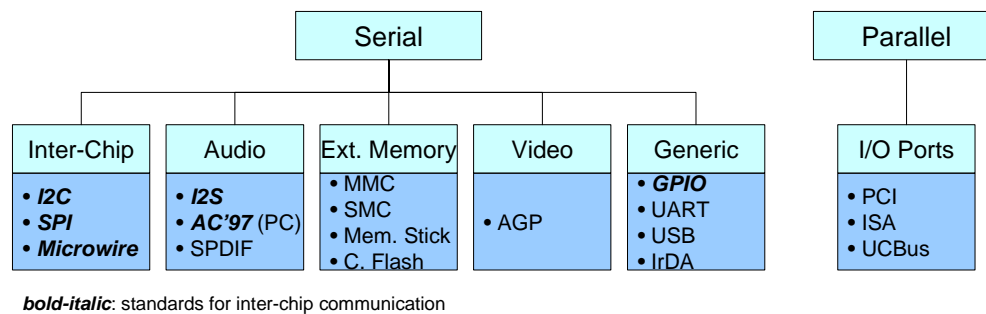 Serial
Parallel
Inter-Chip
• I2C
• SPI
• Microwire
Audio
• I2S
• AC’97 (PC)
• SPDIF
Ext. Memory
• MMC
• SMC
• Mem. Stick
• C. Flash
Video
• AGP
Generic
• GPIO
• UART
• USB
• IrDA
I/O Ports
• PCI
• ISA
• UCBus
bold-italic: standards for inter-chip communication